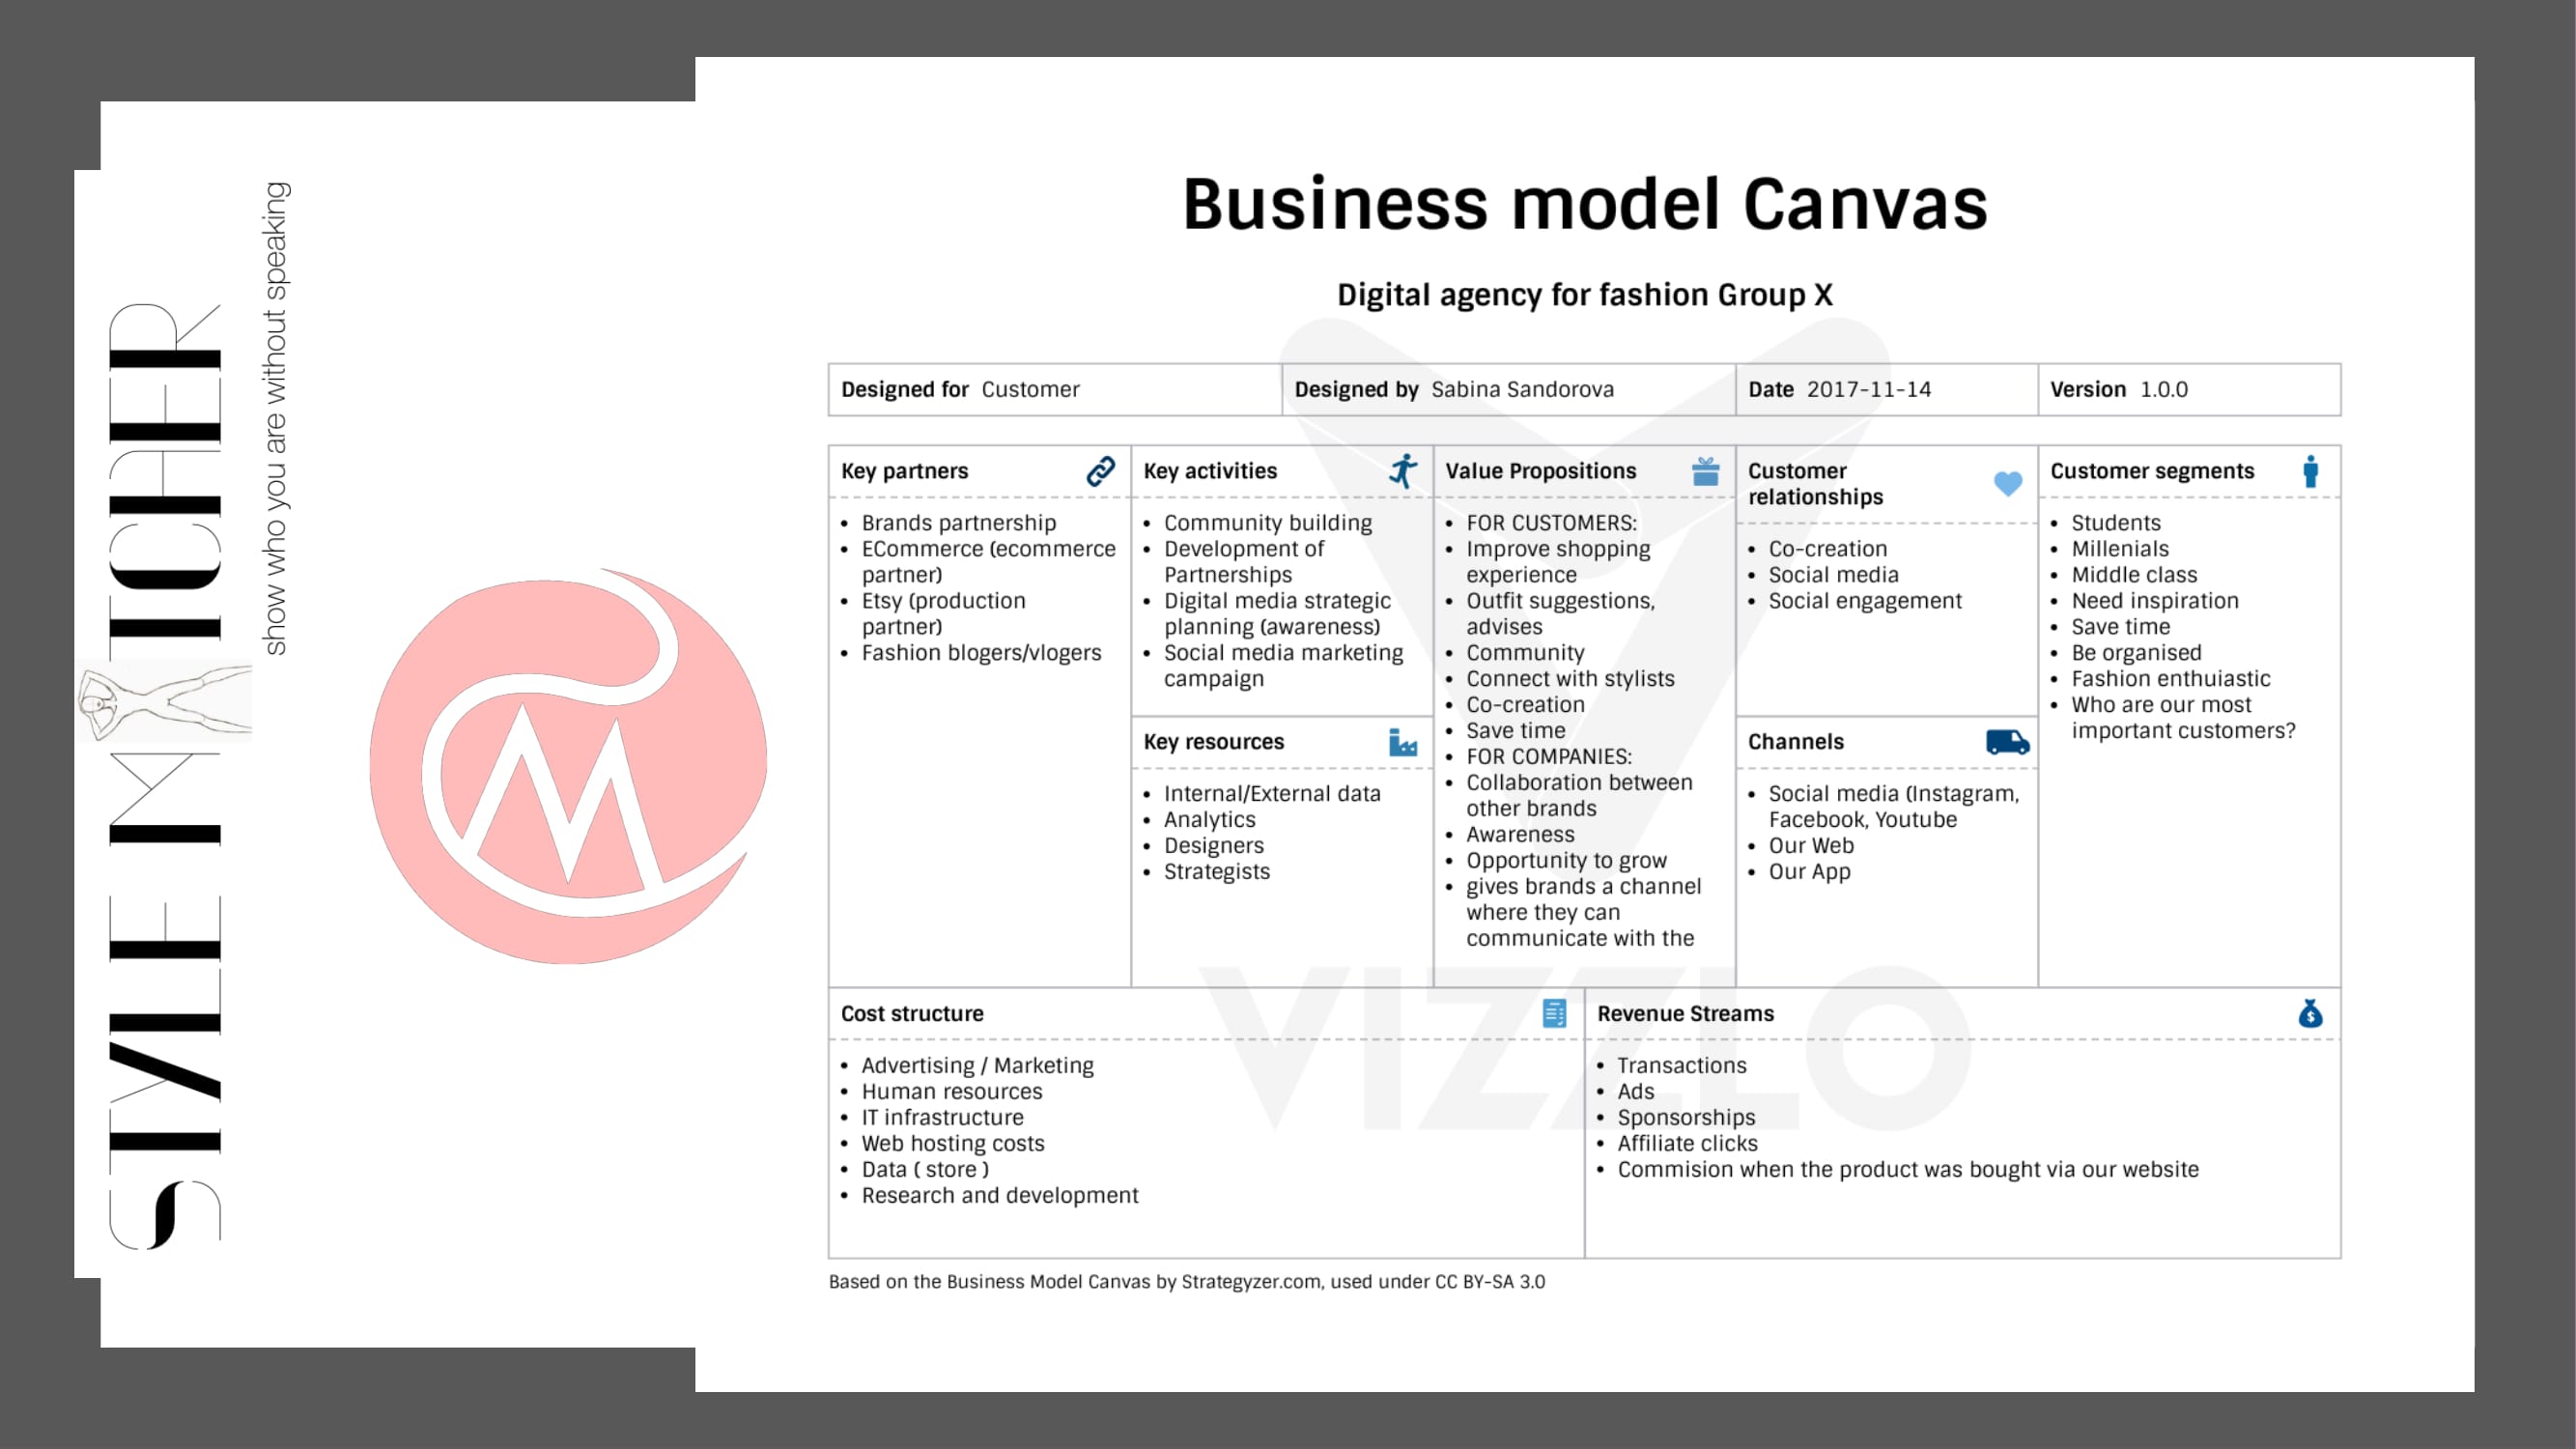 STYLE M TCHER
show who you are without speaking
M
Business model Canvas
Digital agency for fashion Group X
Designed for Customer
Designed by Sabina Sandorova
Date 2017-11-14
Version 1.0.0
Key partners
• Brands partnership
• ECommerce (ecommerce
partner)
• Etsy (production
partner)
• Fashion blogers/vlogers
Key activities
• Community building
• Development of
Partnerships
• Digital media strategic
planning (awareness)
• Social media marketing
campaign
Key resources
• Internal/External data
• Analytics
• Designers
• Strategists
Value Propositions
• FOR CUSTOMERS:
• Improve shopping
experience
• Outfit suggestions,
advises
• Community
• Connect with stylists
• Co-creation
• Save time
• FOR COMPANIES:
• Collaboration between
other brands
• Awareness
• Opportunity to grow
• gives brands a channel
where they can
communicate with the
Customer
relationships
• Co-creation
• Social media
• Social engagement
Channels
• Social media (Instagram,
Facebook, Youtube
• Our Web
• Our App
Customer segments
• Students
• Millenials
• Middle class
• Need inspiration
• Save time
• Be organised
• Fashion enthuiastic
• Who are our most
important customers?
Cost structure
• Advertising / Marketing
• Human resources
• IT infrastructure
• Web hosting costs
• Data ( store )
• Research and development
Revenue Streams
• Transactions
• Ads
• Sponsorships
• Affiliate clicks
• Commision when the product was bought via our website
VIZZLO
Based on the Business Model Canvas by Strategyzer.com, used under CC BY-SA 3.0